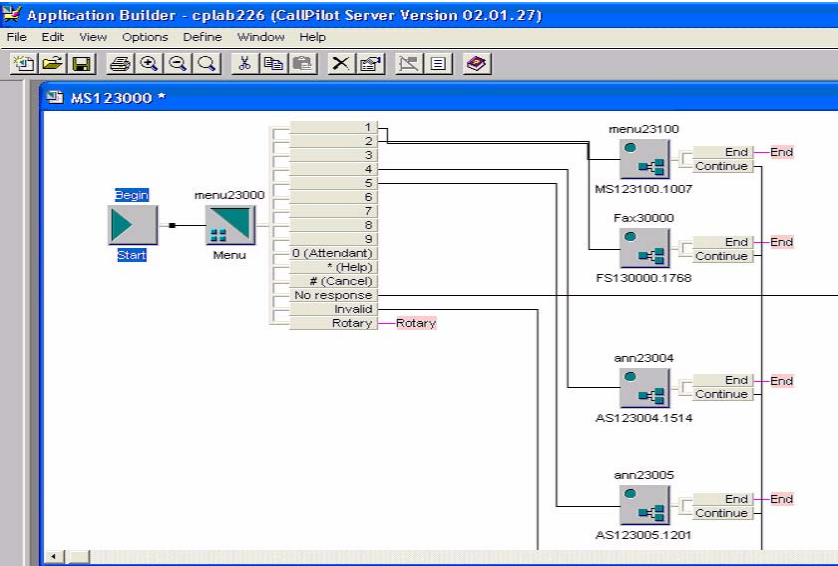 Application Builder - cplab226 (CallPilot Server Version 02.01.27)
File Edit View Options Define Window Help
MS123000 *
Begin
Start
menu23000
Menu
1
2
3
4
5
6
7
8
9
0 (Attendant)
* (Help)
# (Cancel)
No response
Invalid
Rotary Rotary
menu23100
End End
Continue
MS123100.1007
Fax30000
End End
Continue
FS130000.1768
ann23004
End End
Continue
AS123004.1514
ann23005
End End
Continue
AS123005.1201